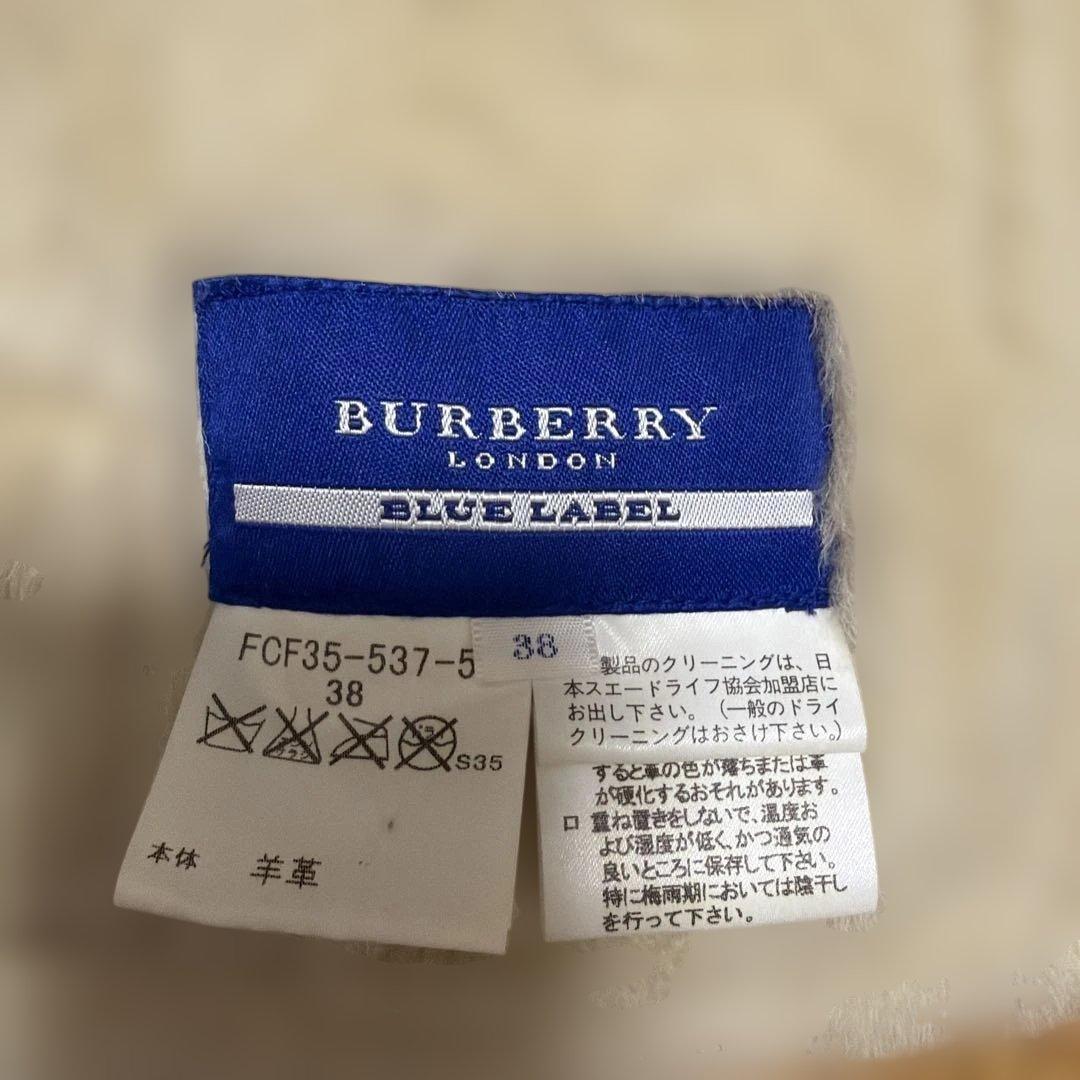 BURBERRY
LONDON
BLUE LABEL
38
FCF35-537-5
38
エンソ
ドライ
S35
本体 羊革
製品のクリーニングは、日
本スエードライフ協会加盟店に
お出し下さい。（一般のドライ
クリーニングはおさけ下さい。）
すると革の色が落ちまたは革
が硬化するおそれがあります。
ロ 重ね置きをしないで、温度お
よび湿度が低く、かつ通気の
良いところに保存して下さい。
特に梅雨期においては陰干し
を行って下さい。